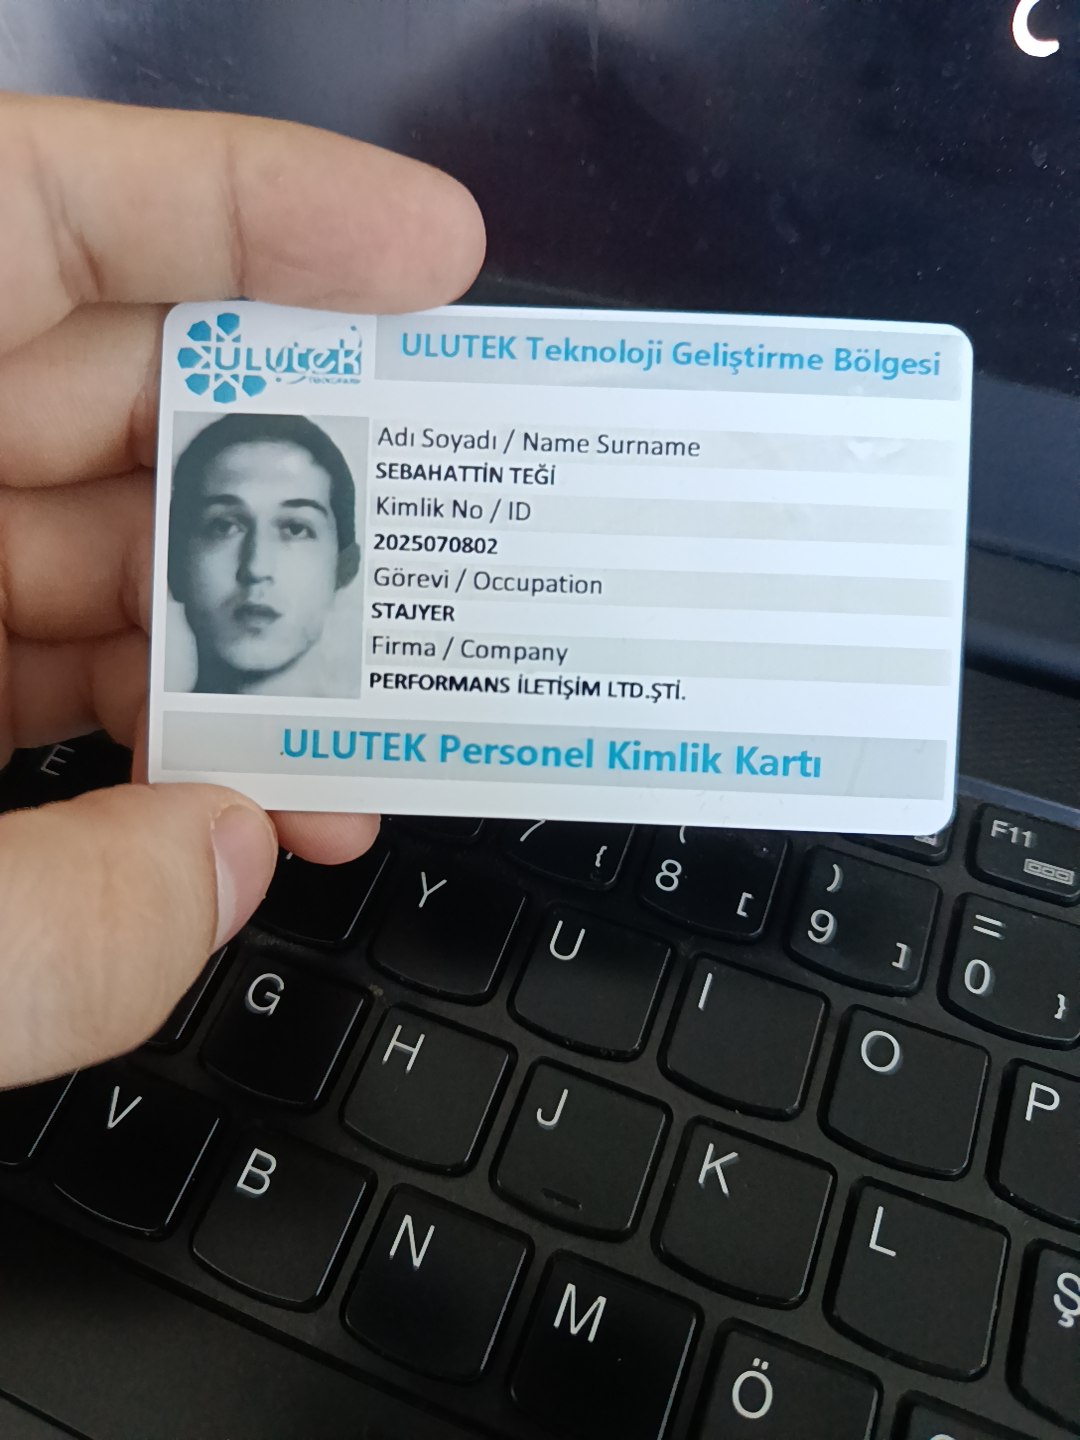 ULUtek
ULUTEK Teknoloji Geliştirme Bölgesi
Adı Soyadı / Name Surname
SEBAHATTİN TEĞİ
Kimlik No / ID
2025070802
Görevi / Occupation
STAJYER
Firma / Company
PERFORMANS İLETİŞİM LTD.ŞTİ.
ULUTEK Personel Kimlik Kartı
E
F11
7 {
( 8 [
) 9 ]
= 0 }
Y U I O P
G H J K L Ş
V B N M Ö